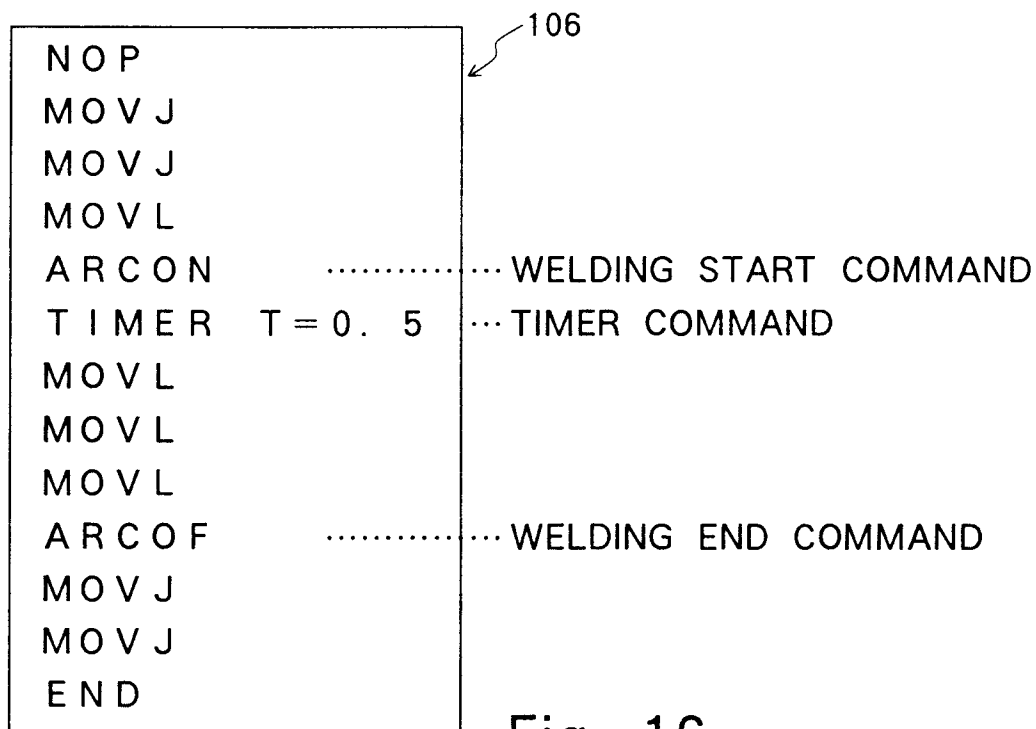 106
NOP
MOVJ
MOVJ
MOVL
ARCON ·············· WELDING START COMMAND
TIMER T=0. 5 ··· TIMER COMMAND
MOVL
MOVL
MOVL
ARCOF ·············· WELDING END COMMAND
MOVJ
MOVJ
END